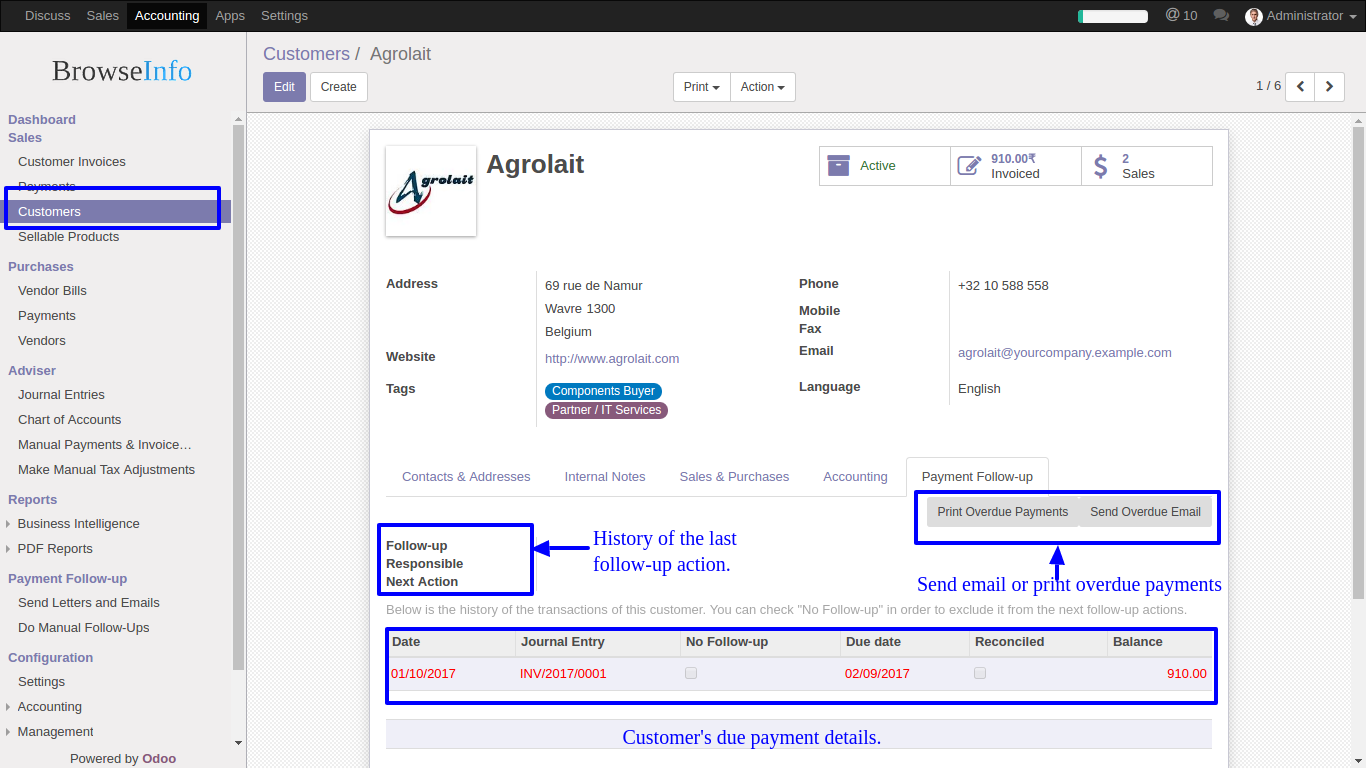 Discuss Sales Accounting Apps Settings @ 10 Administrator
BrowseInfo
Dashboard
Sales
Customer Invoices
Payments
Customers
Sellable Products
Purchases
Vendor Bills
Payments
Vendors
Adviser
Journal Entries
Chart of Accounts
Manual Payments & Invoice…
Make Manual Tax Adjustments
Reports
Business Intelligence
PDF Reports
Payment Follow-up
Send Letters and Emails
Do Manual Follow-Ups
Configuration
Settings
Accounting
Management
Powered by Odoo
Customers / Agrolait
Edit Create Print Action 1 / 6
Agrolait
Agrolait
Active
910.00₹
Invoiced
2
Sales
Address
69 rue de Namur
Wavre 1300
Belgium
Website http://www.agrolait.com
Tags Components Buyer
Partner / IT Services
Phone +32 10 588 558
Mobile
Fax
Email agrolait@yourcompany.example.com
Language English
Contacts & Addresses Internal Notes Sales & Purchases Accounting Payment Follow-up
Print Overdue Payments Send Overdue Email
Follow-up
Responsible
Next Action
History of the last
follow-up action.
Send email or print overdue payments
Below is the history of the transactions of this customer. You can check "No Follow-up" in order to exclude it from the next follow-up actions.
Date Journal Entry No Follow-up Due date Reconciled Balance
01/10/2017 INV/2017/0001 02/09/2017 910.00
Customer's due payment details.